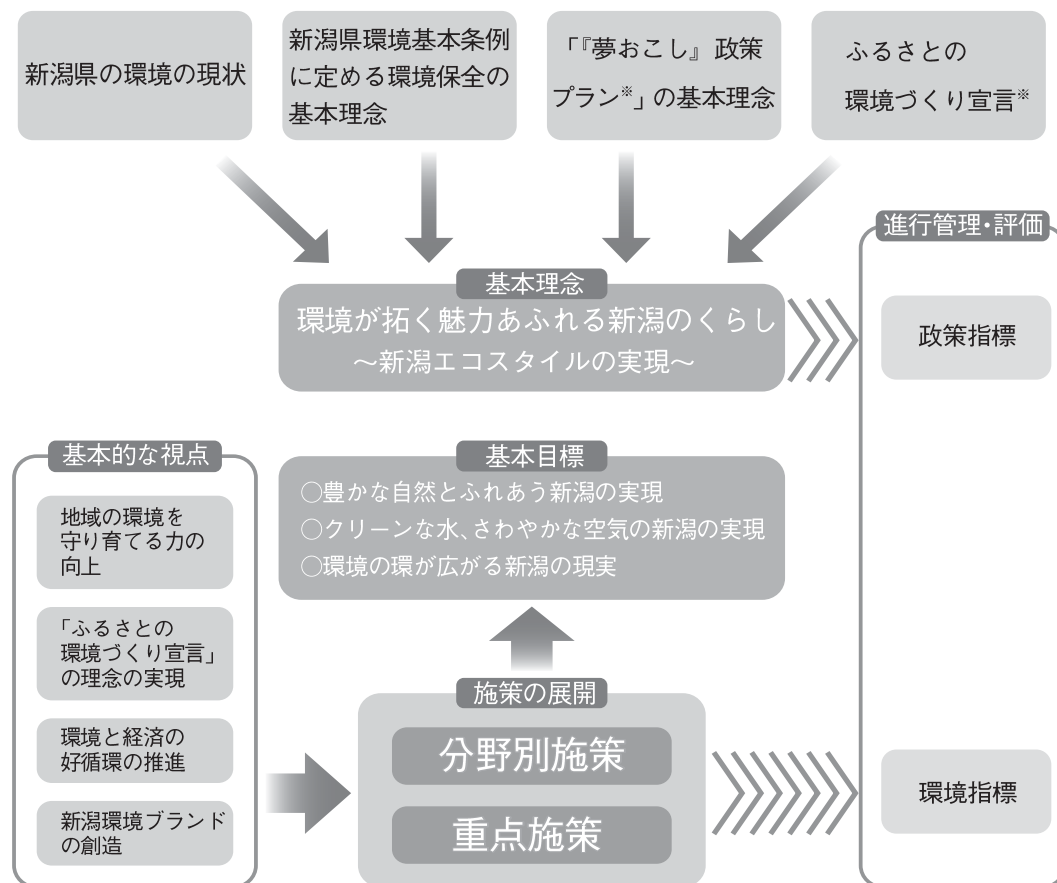 新潟県の環境の現状
新潟県環境基本条例
に定める環境保全の
基本理念
「『夢おこし』政策
プラン※」の基本理念
ふるさとの
環境づくり宣言※
進行管理・評価
基本理念
環境が拓く魅力あふれる新潟のくらし
~新潟エコスタイルの実現~
政策指標
基本的な視点
地域の環境を
守り育てる力の
向上
「ふるさとの
環境づくり宣言」
の理念の実現
環境と経済の
好循環の推進
新潟環境ブランド
の創造
基本目標
○豊かな自然とふれあう新潟の実現
○クリーンな水、さわやかな空気の新潟の実現
○環境の環が広がる新潟の現実
施策の展開
分野別施策
重点施策
環境指標